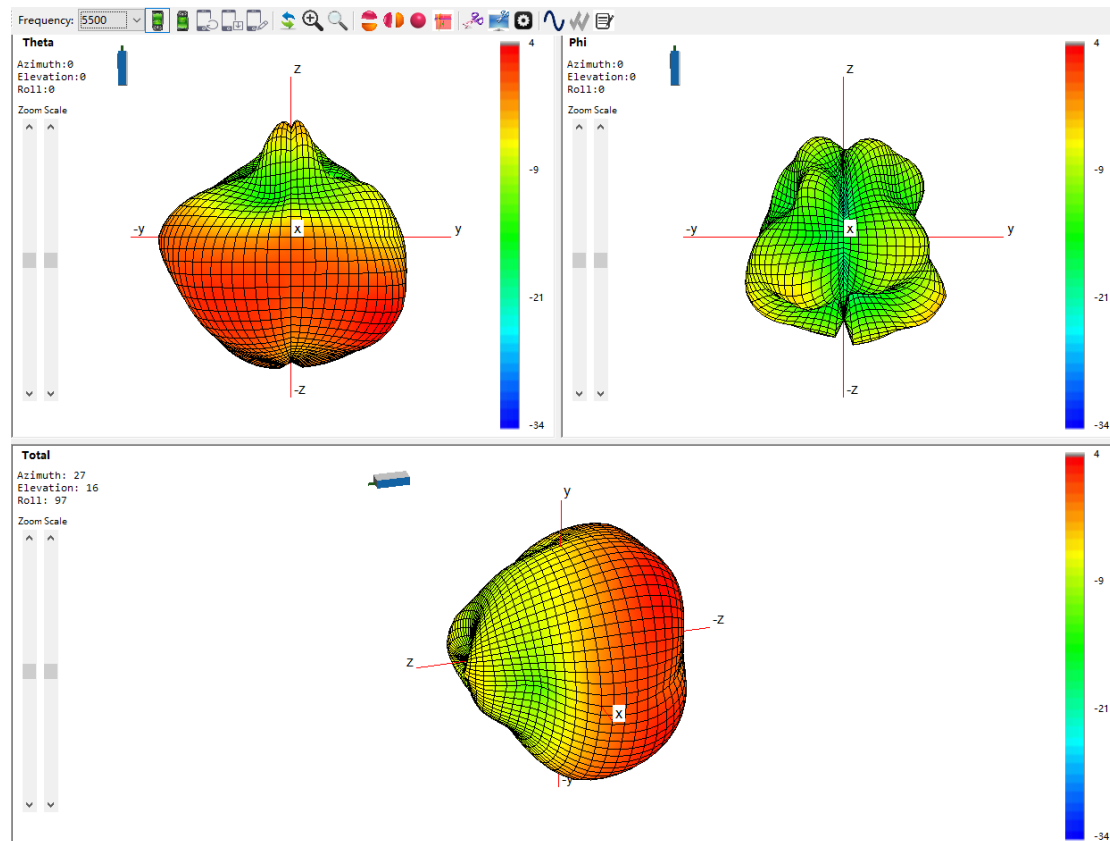 Frequency: 5500
Theta
Azimuth:0
Elevation:0
Roll:0
Zoom Scale
z
-y
x
y
-z
4
-9
-21
-34
Phi
Azimuth:0
Elevation:0
Roll:0
Zoom Scale
z
-y
x
y
-z
4
-9
-21
-34
Total
Azimuth: 27
Elevation: 16
Roll: 97
Zoom Scale
y
-z
z
x
-y
4
-9
-21
-34